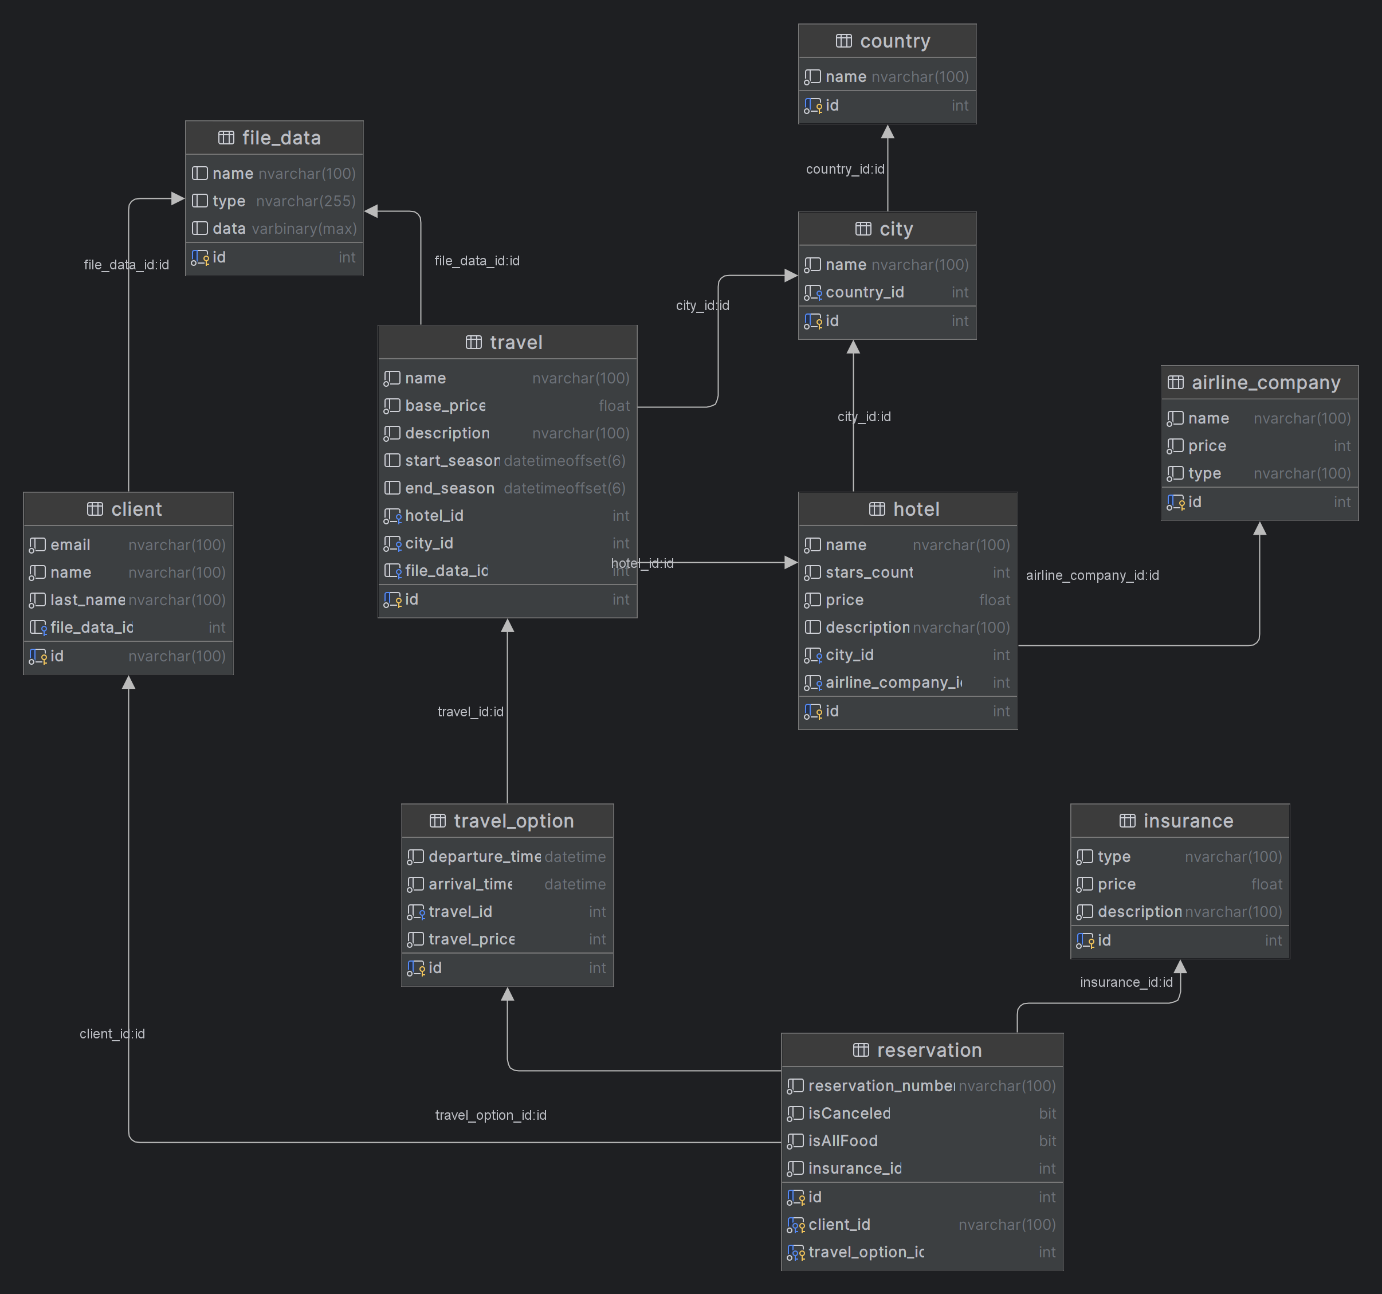 country
name nvarchar(100)
id int
country_id:id
file_data
name nvarchar(100)
type nvarchar(255)
data varbinary(max)
id int
file_data_id:id
file_data_id:id
city
name nvarchar(100)
country_id int
id int
city_id:id
city_id:id
travel
name nvarchar(100)
base_price float
description nvarchar(100)
start_season datetimeoffset(6)
end_season datetimeoffset(6)
hotel_id int
city_id int
file_data_id int
id int
hotel_id:id
airline_company
name nvarchar(100)
price int
type nvarchar(100)
id int
airline_company_id:id
client
email nvarchar(100)
name nvarchar(100)
last_name nvarchar(100)
file_data_id int
id nvarchar(100)
hotel
name nvarchar(100)
stars_count int
price float
description nvarchar(100)
city_id int
airline_company_i int
id int
travel_id:id
travel_option
departure_time datetime
arrival_time datetime
travel_id int
travel_price int
id int
insurance
type nvarchar(100)
price float
description nvarchar(100)
id int
insurance_id:id
client_id:id
travel_option_id:id
reservation
reservation_number nvarchar(100)
isCanceled bit
isAllFood bit
insurance_id int
id int
client_id nvarchar(100)
travel_option_id int